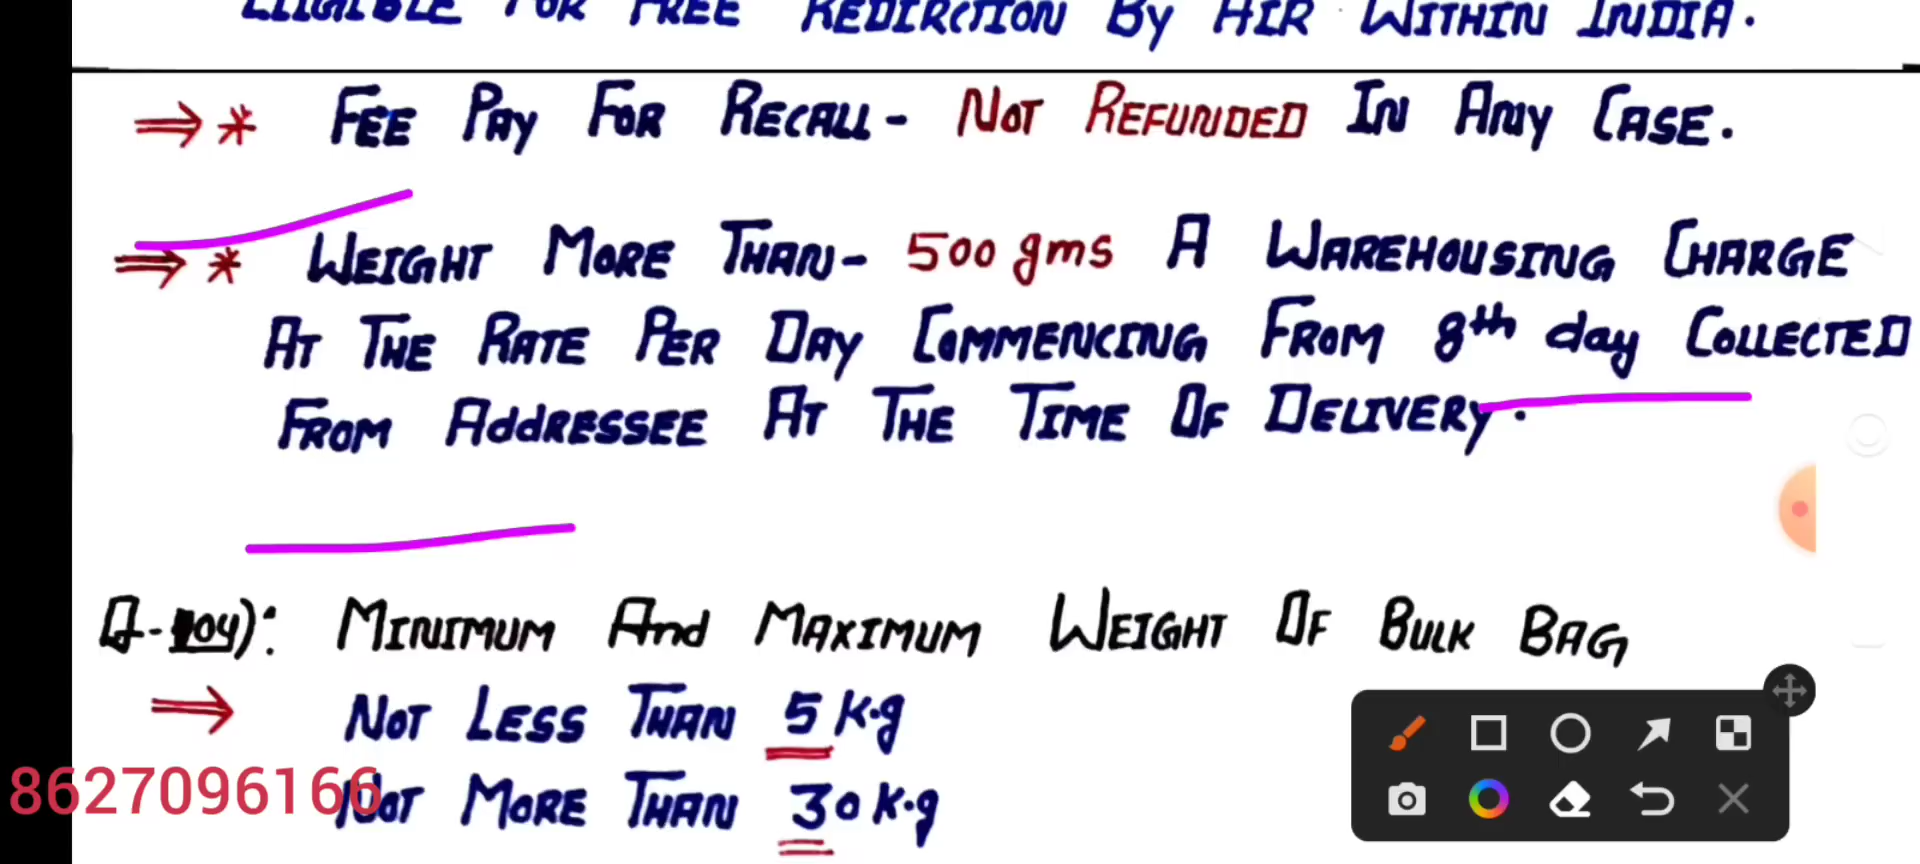 ELIGIBLE FOR FREE REDIRCTION BY AIR WITHIN INDIA.
⇒* FEE PAY FOR RECALL - NOT REFUNDED IN ANY CASE.
⇒* WEIGHT MORE THAN - 500 gms A WAREHOUSING CHARGE
AT THE RATE PER DAY COMMENCING FROM 8th day COLLECTED
FROM AddRESSEE AT THE TIME OF DELIVERY.
Q-104): MINIMUM And MAXIMUM WEIGHT OF BULK BAG
⇒ NOT LESS THAN 5 K.g
NOT MORE THAN 30 K.g
8627096166